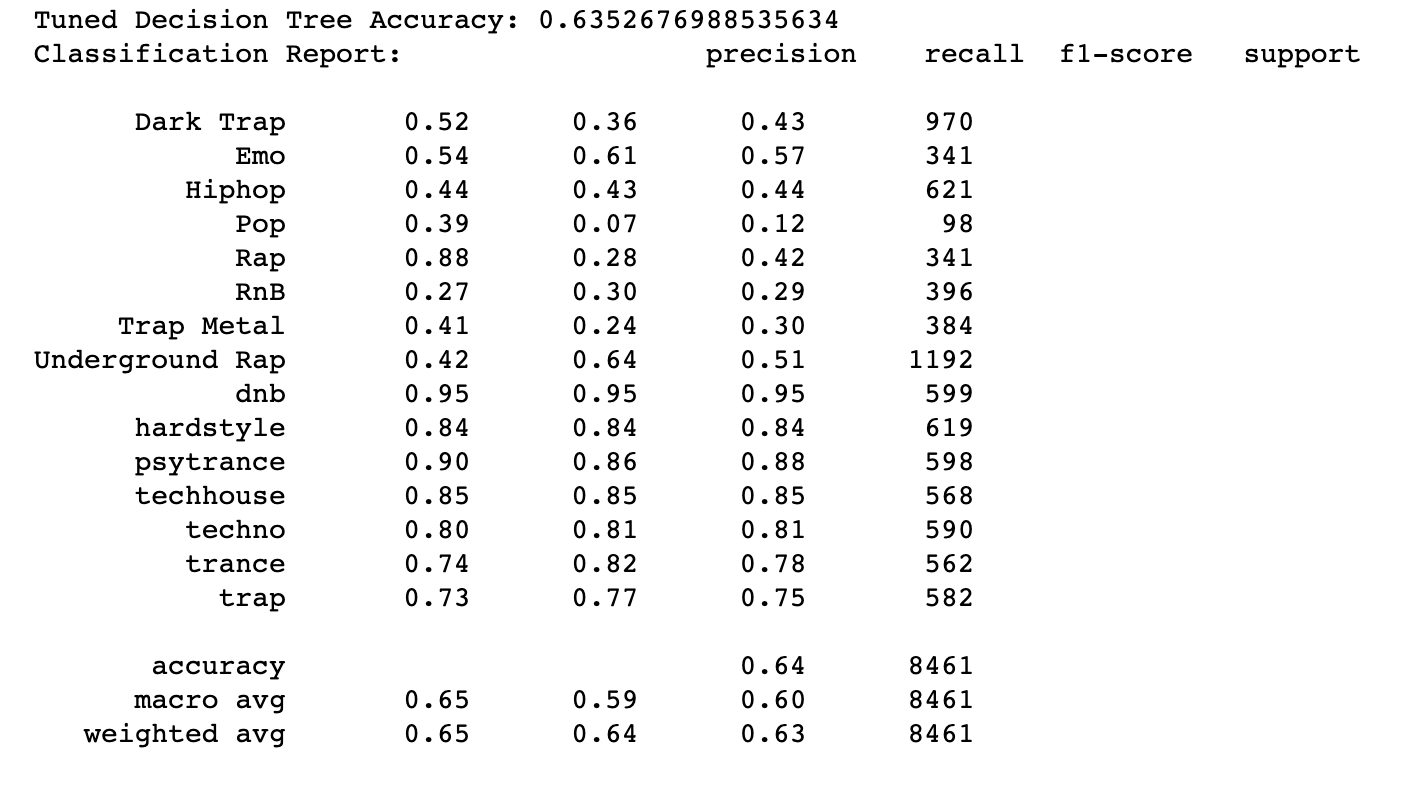 Tuned Decision Tree Accuracy: 0.6352676988535634
Classification Report:                  precision    recall  f1-score   support

      Dark Trap       0.52      0.36      0.43       970
            Emo       0.54      0.61      0.57       341
         Hiphop       0.44      0.43      0.44       621
            Pop       0.39      0.07      0.12        98
            Rap       0.88      0.28      0.42       341
            RnB       0.27      0.30      0.29       396
     Trap Metal       0.41      0.24      0.30       384
Underground Rap       0.42      0.64      0.51      1192
            dnb       0.95      0.95      0.95       599
      hardstyle       0.84      0.84      0.84       619
      psytrance       0.90      0.86      0.88       598
      techhouse       0.85      0.85      0.85       568
         techno       0.80      0.81      0.81       590
         trance       0.74      0.82      0.78       562
           trap       0.73      0.77      0.75       582

       accuracy                           0.64      8461
      macro avg       0.65      0.59      0.60      8461
   weighted avg       0.65      0.64      0.63      8461